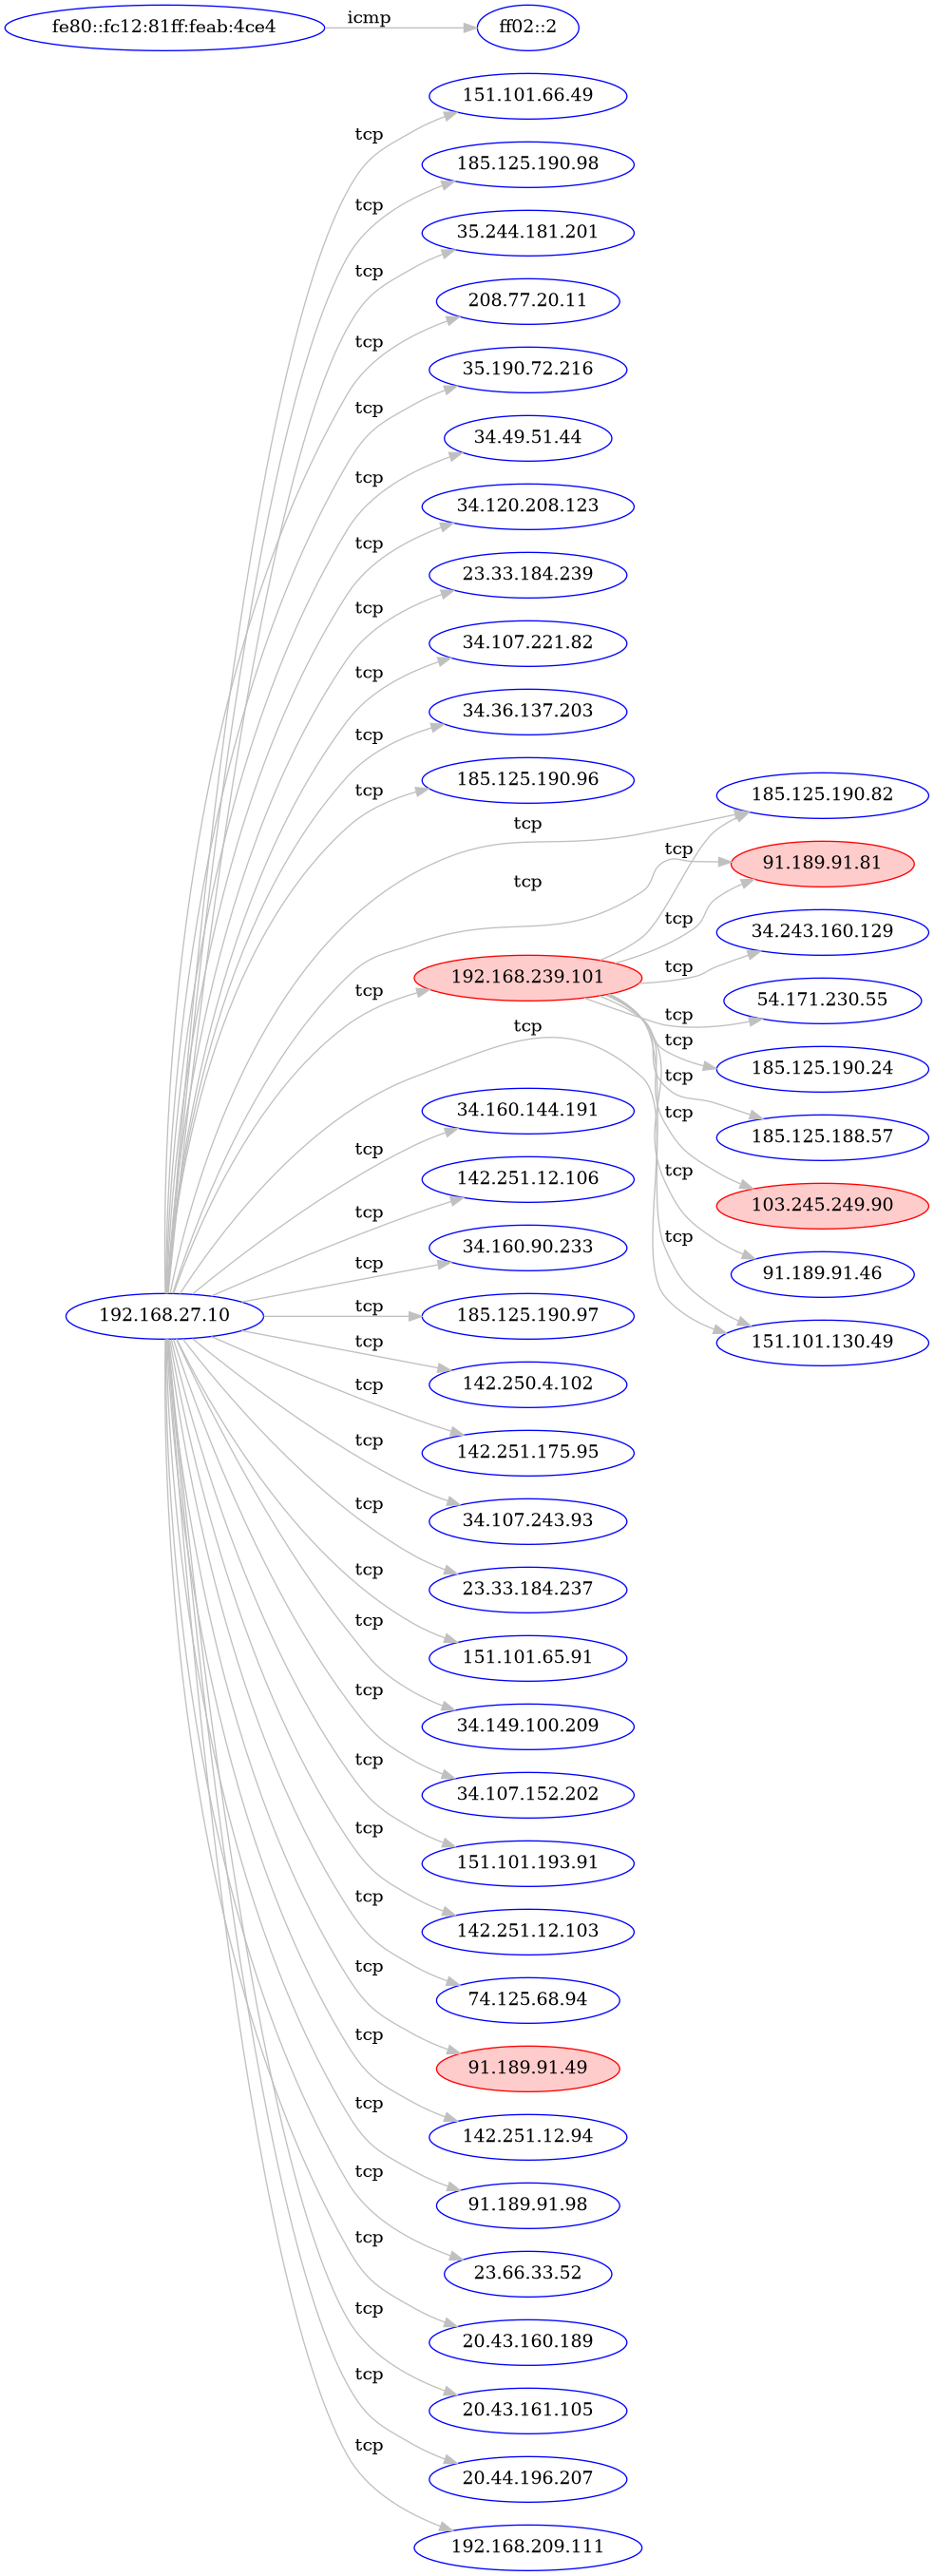 fe80::fc12:81ff:feab:4ce4 icmp ff02::2
151.101.66.49
tcp
185.125.190.98
tcp
35.244.181.201
tcp
208.77.20.11
tcp
35.190.72.216
tcp
34.49.51.44
tcp
34.120.208.123
tcp
23.33.184.239
tcp
34.107.221.82
tcp
34.36.137.203
tcp
185.125.190.96
tcp
185.125.190.82
tcp
tcp
91.189.91.81
tcp
tcp
34.243.160.129
tcp
192.168.239.101
tcp
54.171.230.55
tcp
tcp
tcp
185.125.190.24
tcp
34.160.144.191
tcp
185.125.188.57
tcp
142.251.12.106
tcp
103.245.249.90
tcp
34.160.90.233
tcp
91.189.91.46
tcp
192.168.27.10
tcp
185.125.190.97
151.101.130.49
tcp
142.250.4.102
tcp
142.251.175.95
tcp
34.107.243.93
tcp
23.33.184.237
tcp
151.101.65.91
tcp
34.149.100.209
tcp
34.107.152.202
tcp
151.101.193.91
tcp
142.251.12.103
tcp
74.125.68.94
tcp
91.189.91.49
tcp
142.251.12.94
tcp
91.189.91.98
tcp
23.66.33.52
tcp
20.43.160.189
tcp
20.43.161.105
tcp
20.44.196.207
tcp
192.168.209.111